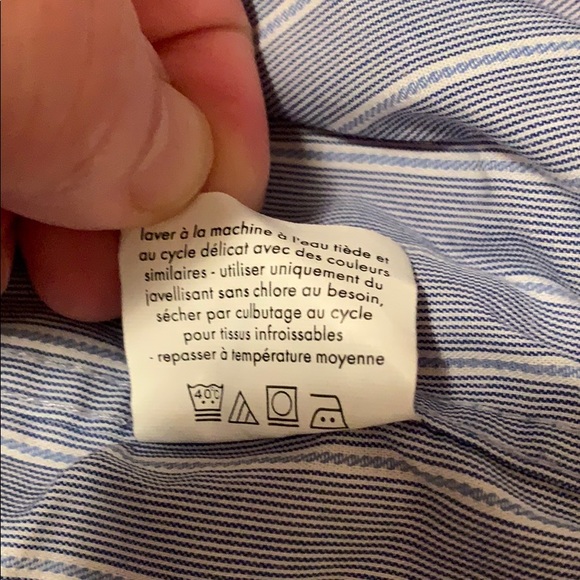 laver à la machine à l'eau tiède et
au cycle délicat avec des couleurs
similaires - utiliser uniquement du
javellisant sans chlore au besoin,
sécher par culbutage au cycle
pour tissus infroissables
- repasser à température moyenne
40°C